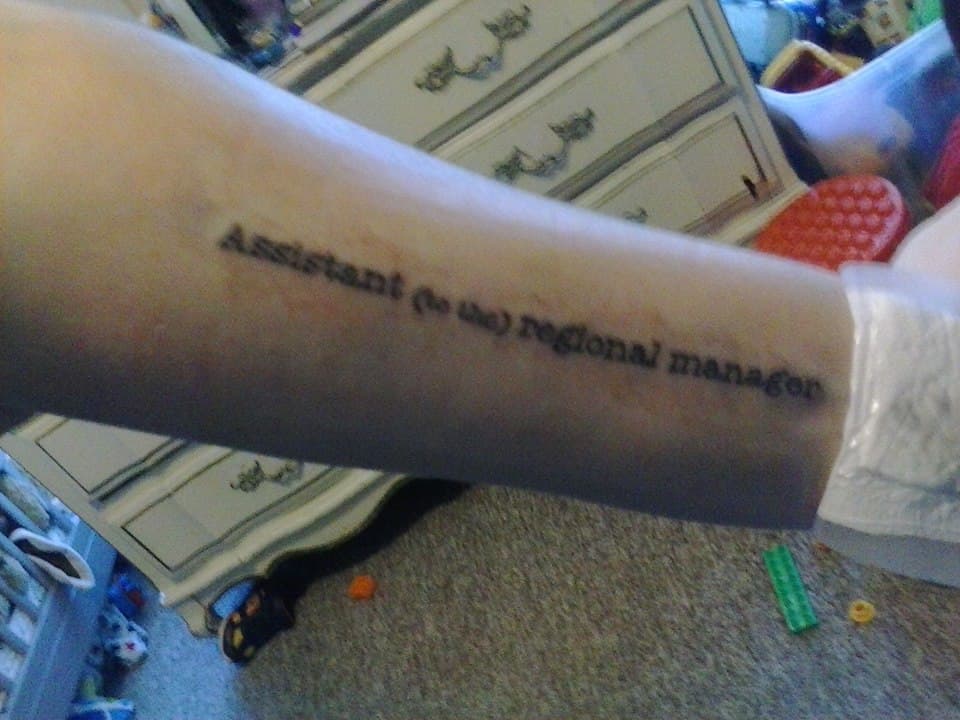 Assistant (to the) regional manager